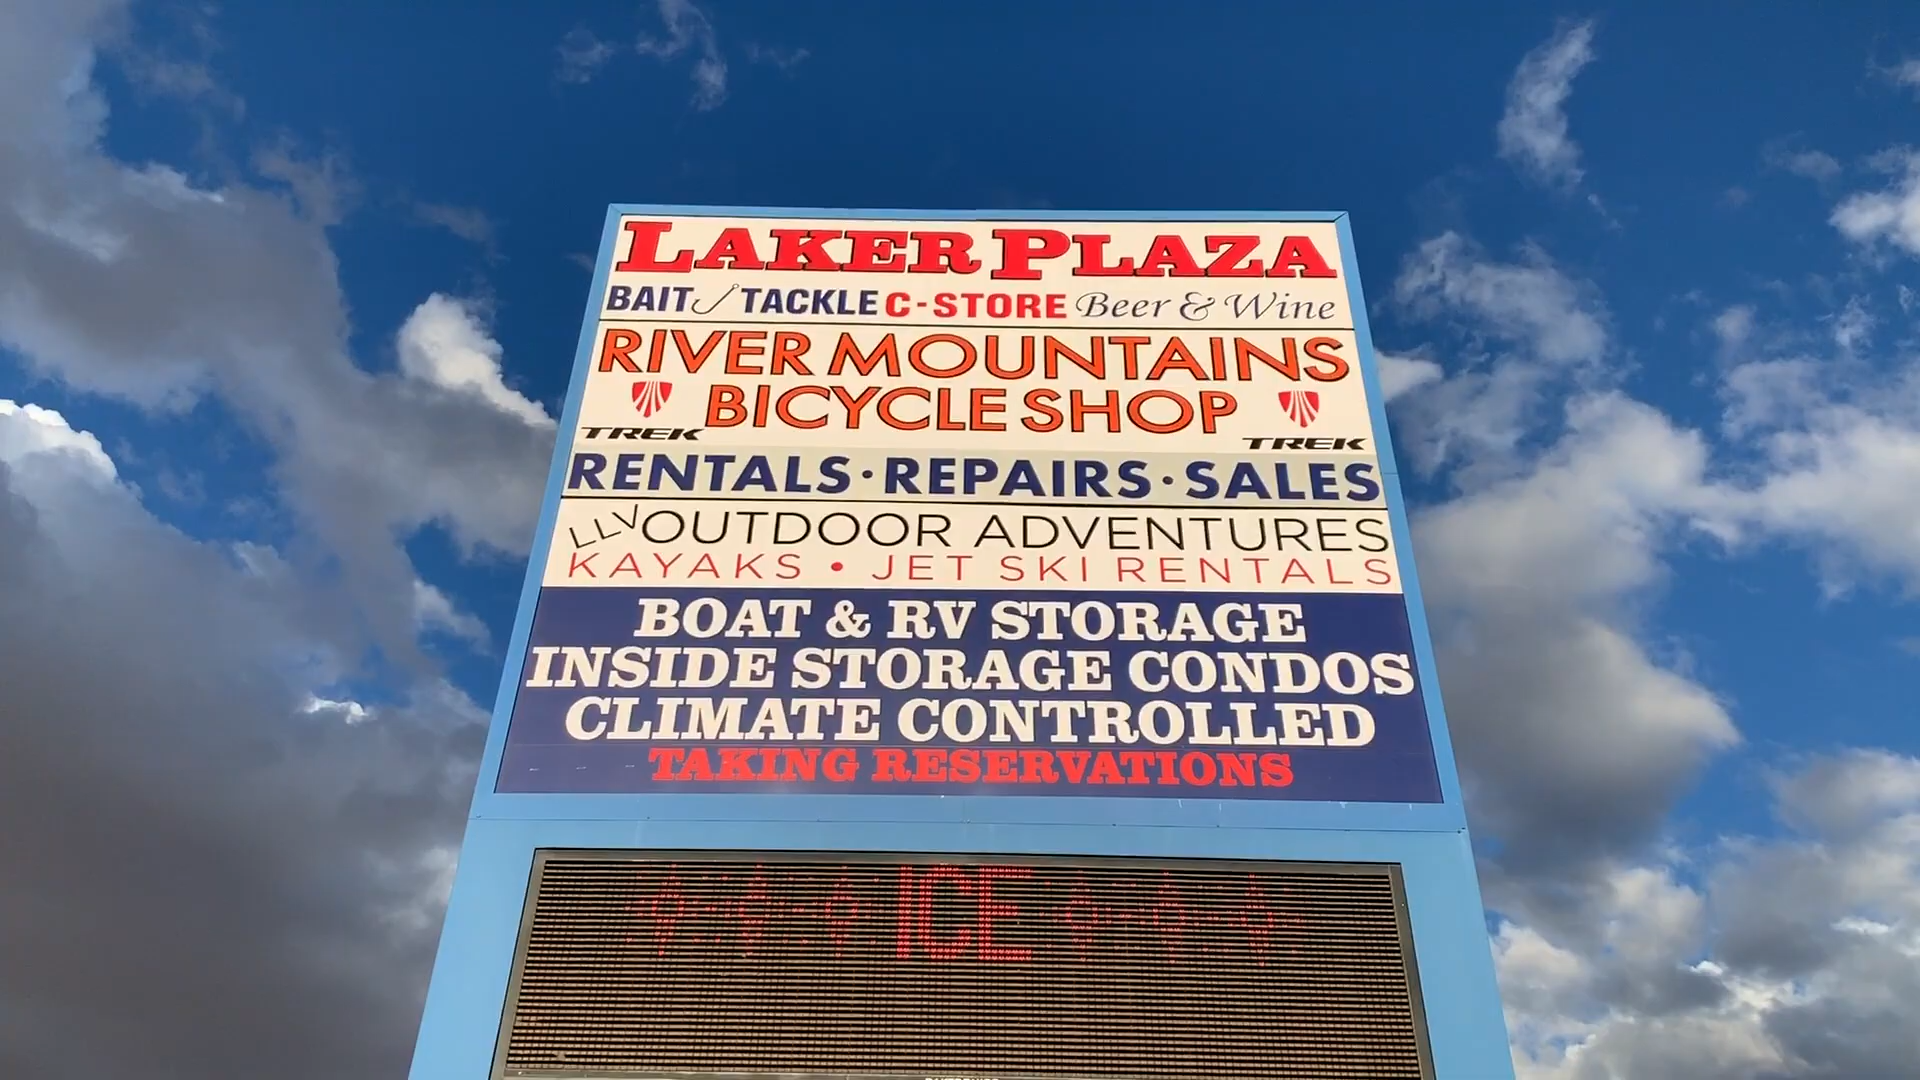 LAKER PLAZA
BAIT TACKLE C-STORE Beer & Wine
RIVER MOUNTAINS
BICYCLE SHOP
TREK TREK
RENTALS · REPAIRS · SALES
LLV OUTDOOR ADVENTURES
KAYAKS • JET SKI RENTALS
BOAT & RV STORAGE
INSIDE STORAGE CONDOS
CLIMATE CONTROLLED
TAKING RESERVATIONS
ICE